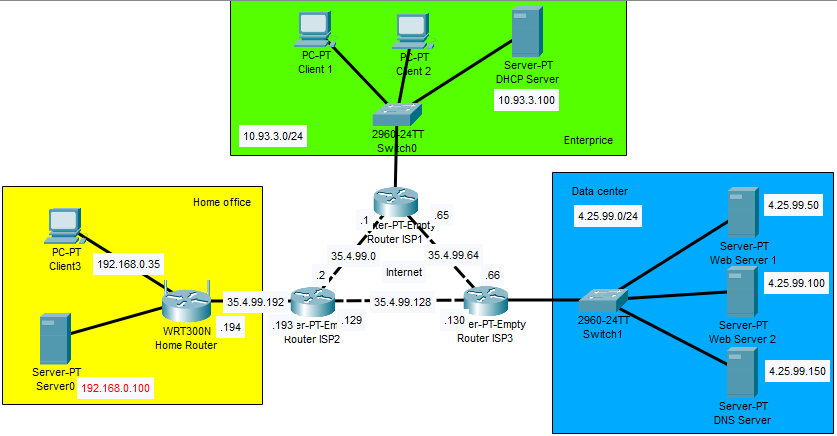 PC-PT
Client 1
PC-PT
Client 2
Server-PT
DHCP Server
10.93.3.100
10.93.3.0/24
2960-24TT
Switch0
Enterprice
Home office
PC-PT
Client3
192.168.0.35
WRT300N
Home Router
.194
Server-PT
Server0
192.168.0.100
35.4.99.192
.1
.65
ter-PT-Empty
Router ISP1
35.4.99.0
35.4.99.64
Internet
.2
.66
35.4.99.128
.193
er-PT-Em
.129
Router ISP2
.130
er-PT-Empty
Router ISP3
Data center
4.25.99.0/24
4.25.99.50
Server-PT
Web Server 1
4.25.99.100
2960-24TT
Switch1
Server-PT
Web Server 2
4.25.99.150
Server-PT
DNS Server